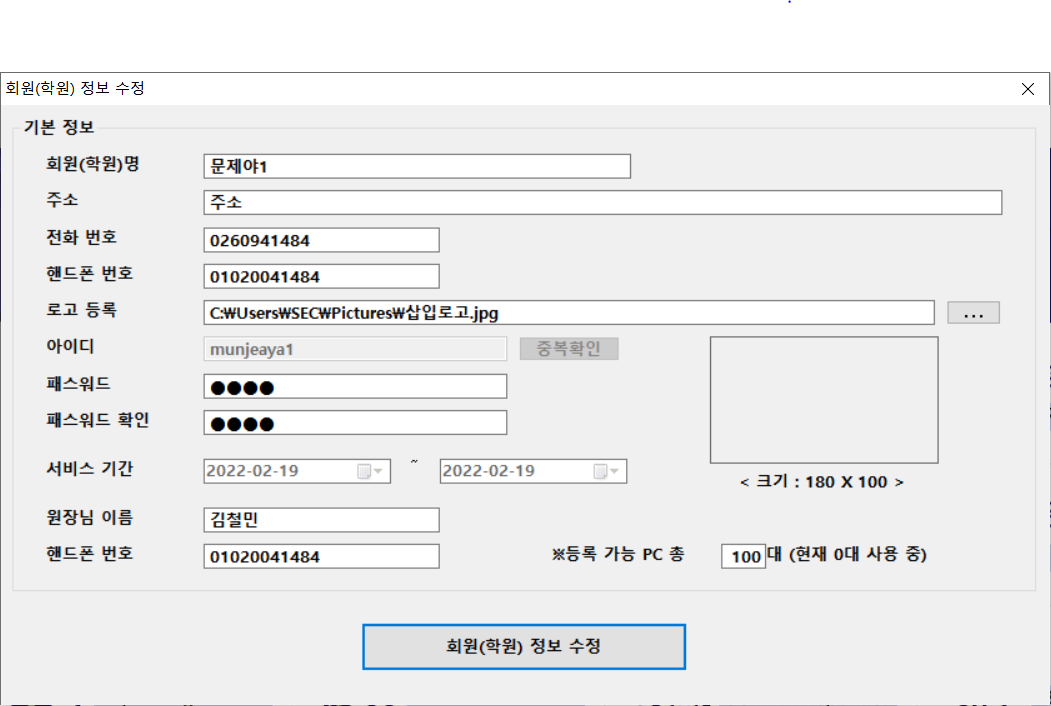 회원(학원) 정보 수정
기본 정보
회원(학원)명 문제야1
주소 주소
전화 번호 0260941484
핸드폰 번호 01020041484
로고 등록 C:₩Users₩SEC₩Pictures₩삽입로고.jpg ...
아이디 munjeaya1 중복확인
패스워드 ●●●●
패스워드 확인 ●●●●
서비스 기간 2022-02-19 ~ 2022-02-19
< 크기 : 180 X 100 >
원장님 이름 김철민
핸드폰 번호 01020041484 ※등록 가능 PC 총 100대 (현재 0대 사용 중)
회원(학원) 정보 수정